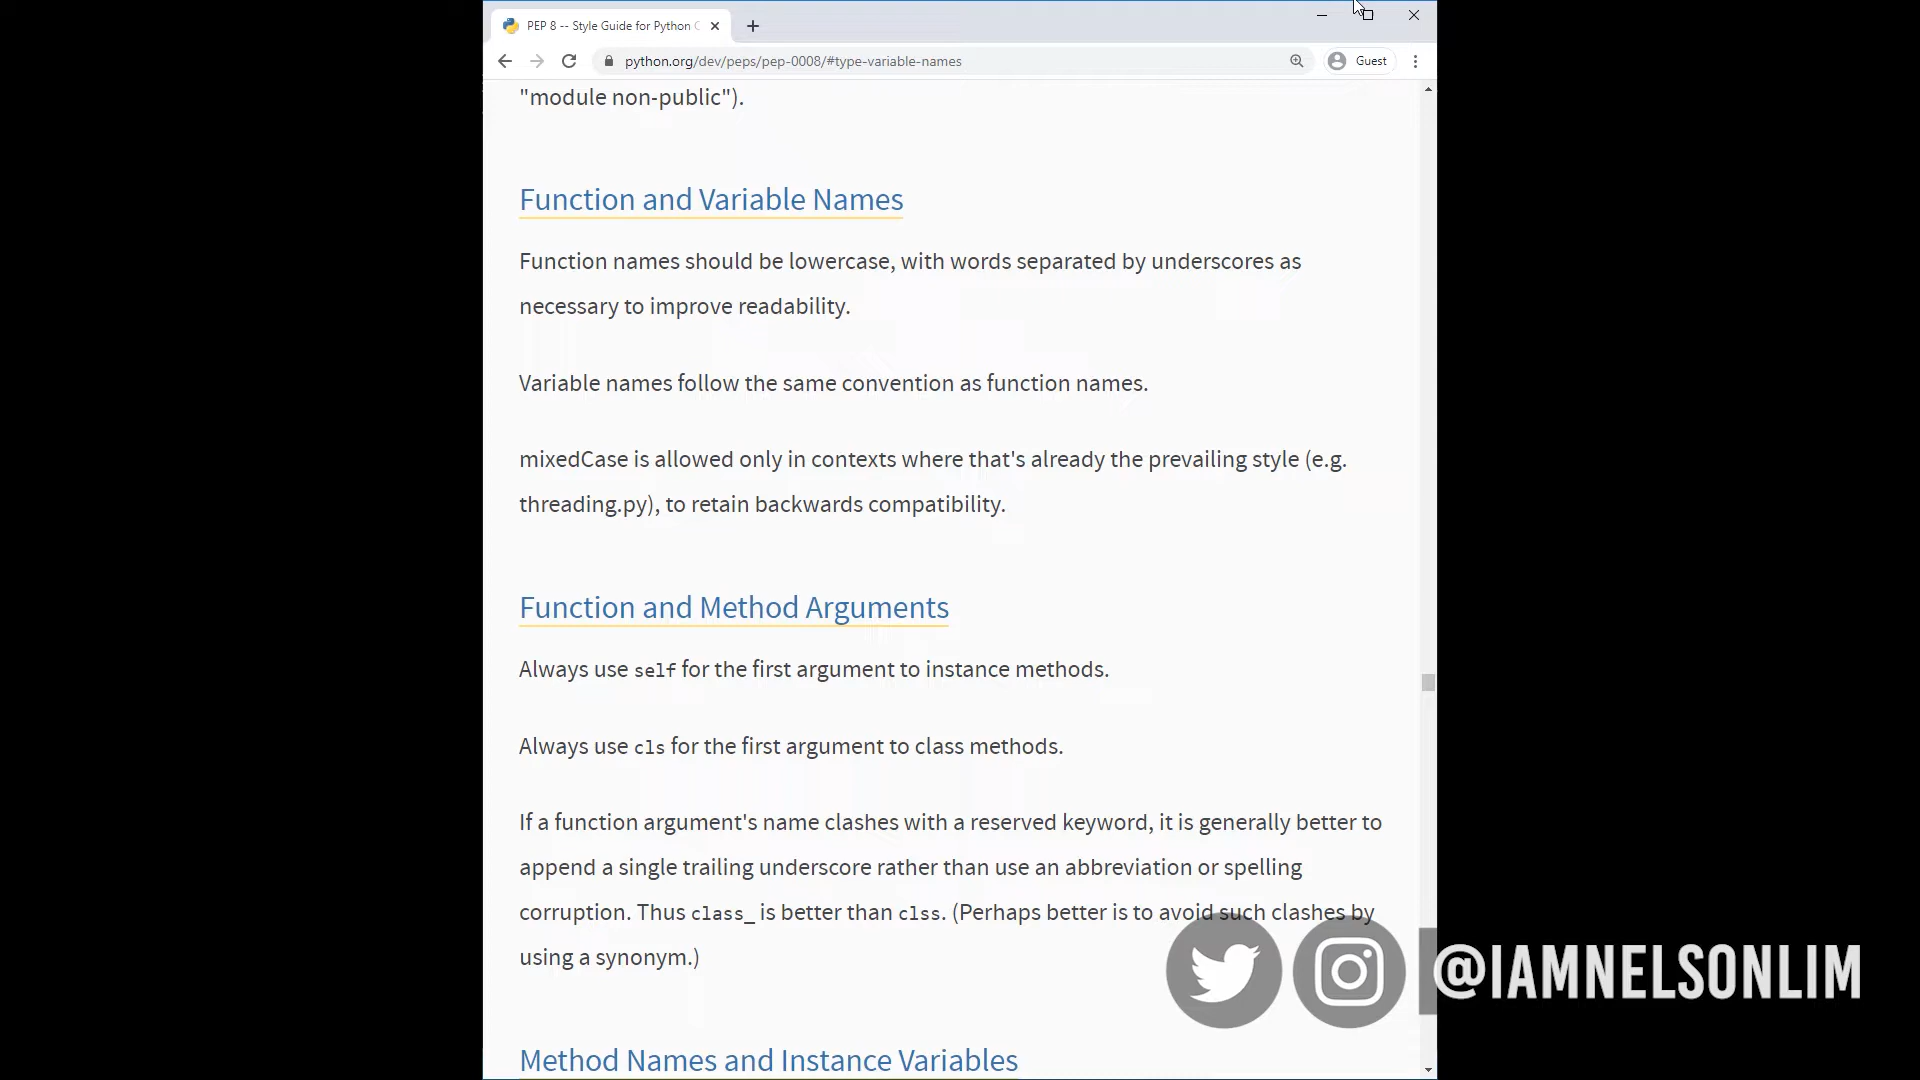 PEP 8 -- Style Guide for Python C
python.org/dev/peps/pep-0008/#type-variable-names
Guest
"module non-public").
Function and Variable Names
Function names should be lowercase, with words separated by underscores as
necessary to improve readability.
Variable names follow the same convention as function names.
mixedCase is allowed only in contexts where that's already the prevailing style (e.g.
threading.py), to retain backwards compatibility.
Function and Method Arguments
Always use self for the first argument to instance methods.
Always use cls for the first argument to class methods.
If a function argument's name clashes with a reserved keyword, it is generally better to
append a single trailing underscore rather than use an abbreviation or spelling
corruption. Thus class_ is better than clss. (Perhaps better is to avoid such clashes by
using a synonym.)
@IAMNELSONLIM
Method Names and Instance Variables